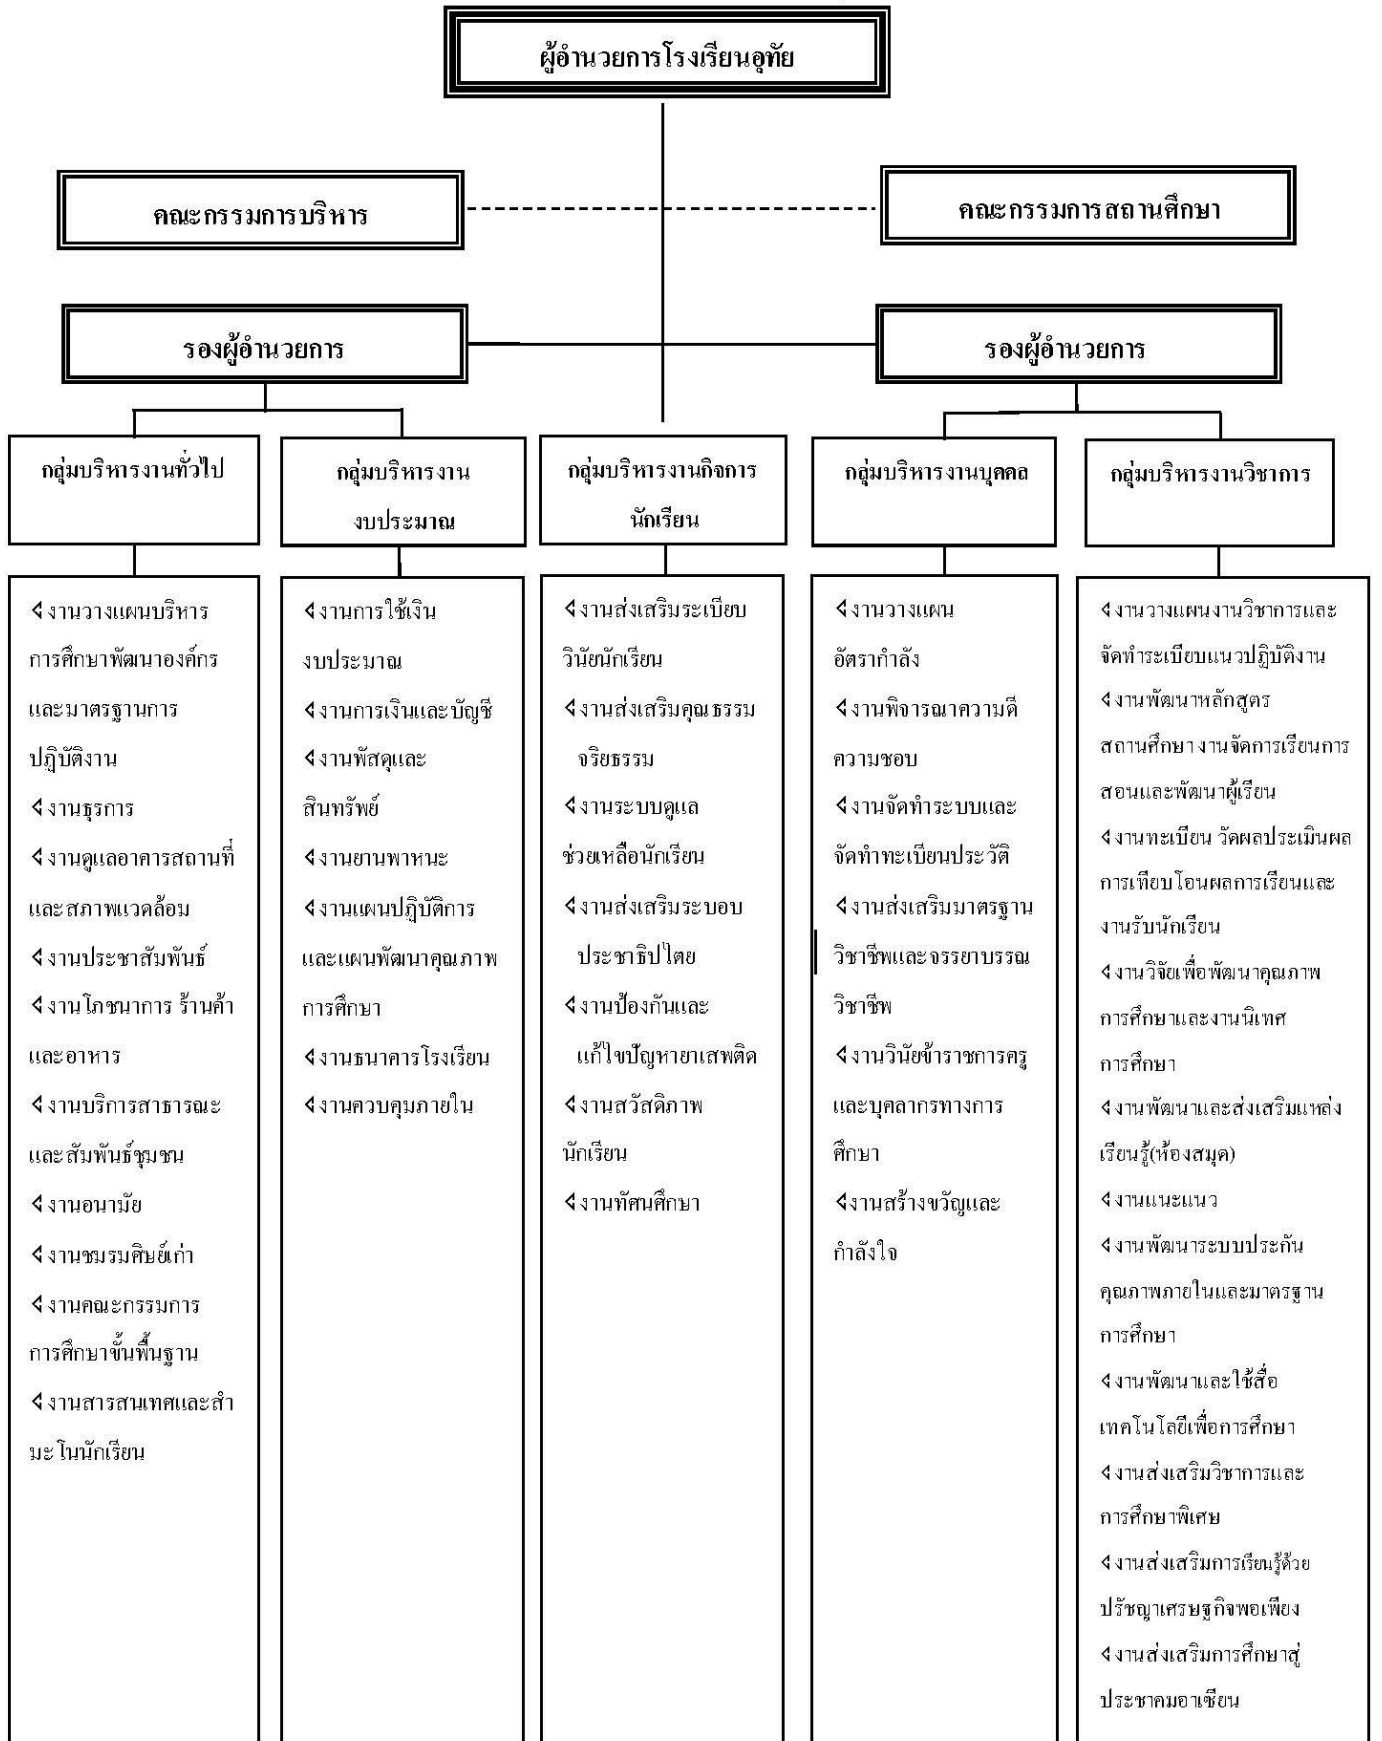 ผู้อำนวยการโรงเรียนอุทัย
คณะกรรมการบริหาร
คณะกรรมการสถานศึกษา
รองผู้อำนวยการ
รองผู้อำนวยการ
กลุ่มบริหารงานทั่วไป
กลุ่มบริหารงาน
งบประมาณ
กลุ่มบริหารงานกิจการ
นักเรียน
กลุ่มบริหารงานบุคคล
กลุ่มบริหารงานวิชาการ
งานวางแผนบริหาร
การศึกษาพัฒนาองค์กร
และมาตรฐานการ
ปฏิบัติงาน
งานธุรการ
งานดูแลอาคารสถานที่
และสภาพแวดล้อม
งานประชาสัมพันธ์
งานโภชนาการ ร้านค้า
และอาหาร
งานบริการสาธารณะ
และสัมพันธ์ชุมชน
งานอนามัย
งานชมรมศิษย์เก่า
งานคณะกรรมการ
การศึกษาขั้นพื้นฐาน
งานสารสนเทศและสำ
มะโนนักเรียน
งานการใช้เงิน
งบประมาณ
งานการเงินและบัญชี
งานพัสดุและ
สินทรัพย์
งานยานพาหนะ
งานแผนปฏิบัติการ
และแผนพัฒนาคุณภาพ
การศึกษา
งานธนาคารโรงเรียน
งานควบคุมภายใน
งานส่งเสริมระเบียบ
วินัยนักเรียน
งานส่งเสริมคุณธรรม
จริยธรรม
งานระบบดูแล
ช่วยเหลือนักเรียน
งานส่งเสริมระบอบ
ประชาธิปไตย
งานป้องกันและ
แก้ไขปัญหายาเสพติด
งานสวัสดิภาพ
นักเรียน
งานทัศนศึกษา
งานวางแผน
อัตรากำลัง
งานพิจารณาความดี
ความชอบ
งานจัดทำระบบและ
จัดทำทะเบียนประวัติ
งานส่งเสริมมาตรฐาน
วิชาชีพและจรรยาบรรณ
วิชาชีพ
งานวินัยข้าราชการครู
และบุคลากรทางการ
ศึกษา
งานสร้างขวัญและ
กำลังใจ
งานวางแผนงานวิชาการและ
จัดทำระเบียบแนวปฏิบัติงาน
งานพัฒนาหลักสูตร
สถานศึกษา งานจัดการเรียนการ
สอนและพัฒนาผู้เรียน
งานทะเบียน วัดผลประเมินผล
การเทียบโอนผลการเรียนและ
งานรับนักเรียน
งานวิจัยเพื่อพัฒนาคุณภาพ
การศึกษาและงานนิเทศ
การศึกษา
งานพัฒนาและส่งเสริมแหล่ง
เรียนรู้(ห้องสมุด)
งานแนะแนว
งานพัฒนาระบบประกัน
คุณภาพภายในและมาตรฐาน
การศึกษา
งานพัฒนาและใช้สื่อ
เทคโนโลยีเพื่อการศึกษา
งานส่งเสริมวิชาการและ
การศึกษาพิเศษ
งานส่งเสริมการเรียนรู้ด้วย
ปรัชญาเศรษฐกิจพอเพียง
งานส่งเสริมการศึกษาสู่
ประชาคมอาเซียน